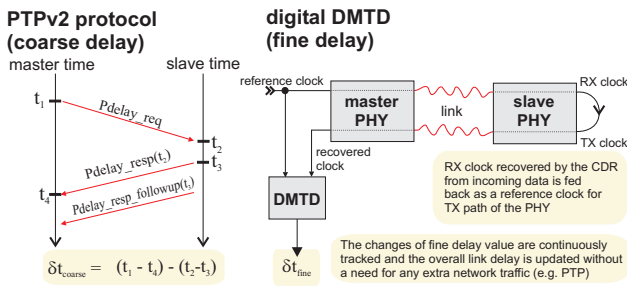 PTPv2 protocol
(coarse delay)
master time
slave time
t1
Pdelay_req
t2
t3
Pdelay_resp(t2)
t4
Pdelay_resp_followup(t3)
δtcoarse = (t1 - t4) - (t2-t3)
digital DMTD
(fine delay)
reference clock
master
PHY
link
slave
PHY
RX clock
TX clock
recovered
clock
DMTD
δtfine
RX clock recovered by the CDR
from incoming data is fed
back as a reference clock for
TX path of the PHY
The changes of fine delay value are continuously
tracked and the overall link delay is updated without
a need for any extra network traffic (e.g. PTP)